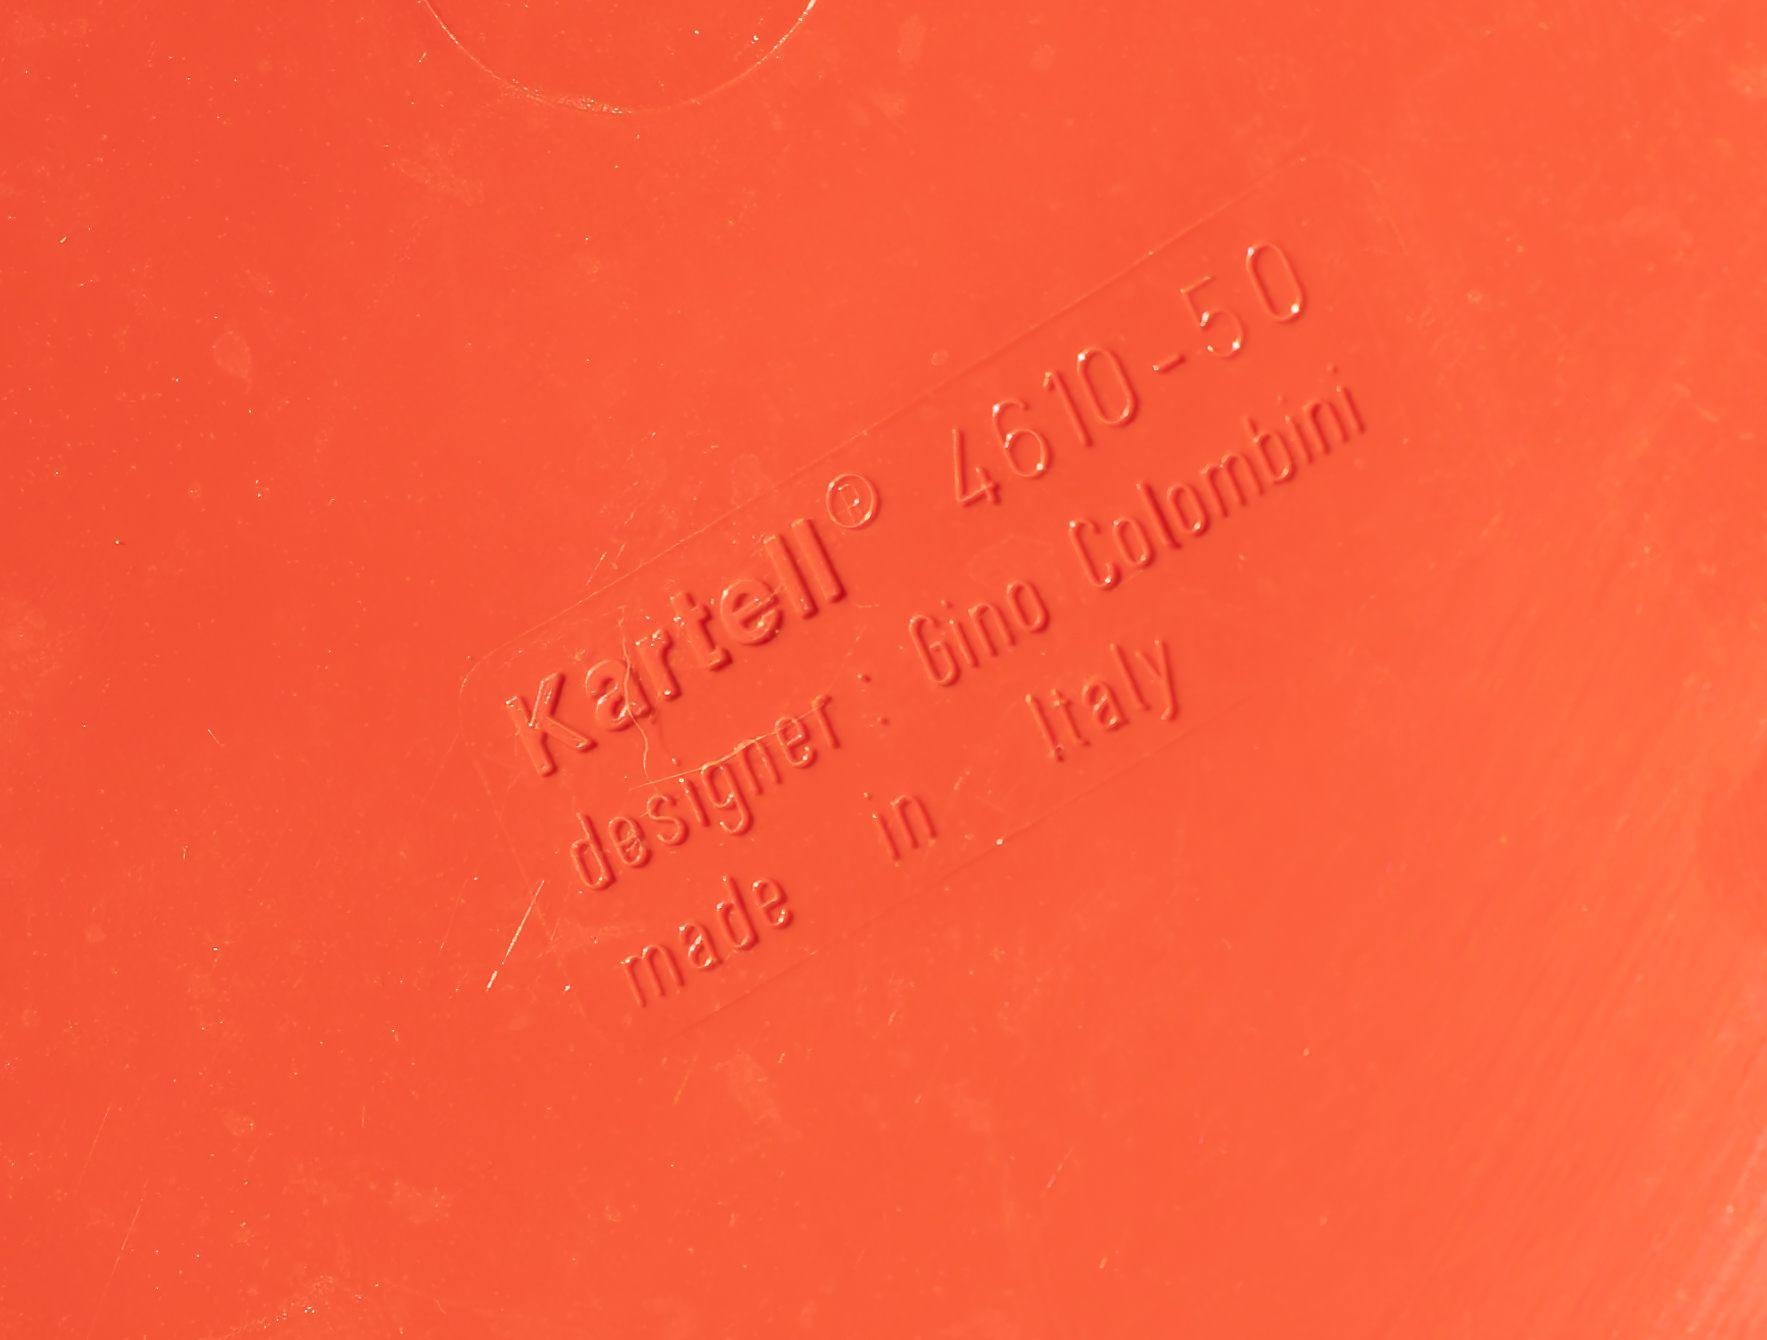 Kartell® 4610-50
designer: Gino Colombini
made in Italy